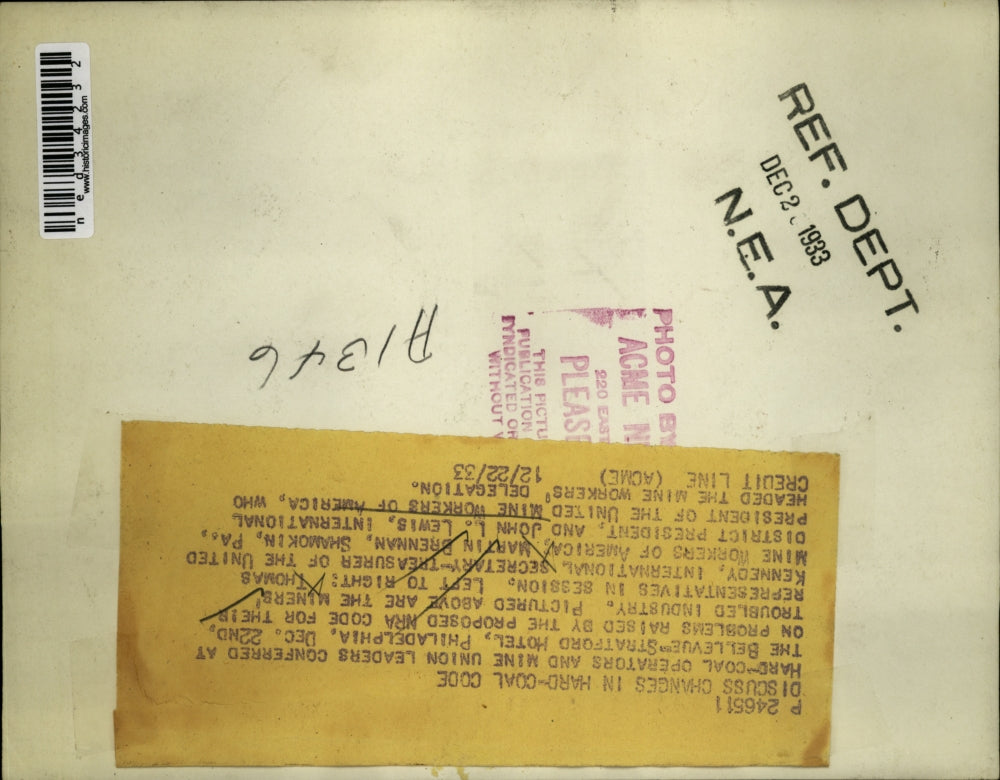 ned34232
www.historicimages.com
REF. DEPT.
DEC 2 1933
N.E.A.
A1346
PHOTO BY
ACME N
220 EAST
PLEASE
THIS PICTU
PUBLICATION
SYNDICATED OR
WITHOUT
P 246511
DISCUSS CHANGES IN HARD-COAL CODE
HARD-COAL OPERATORS AND MINE UNION LEADERS CONFERRED AT
THE BELLEVUE-STRATFORD HOTEL, PHILADELPHIA, DEC. 22ND,
ON PROBLEMS RAISED BY THE PROPOSED NRA CODE FOR THEIR
TROUBLED INDUSTRY. PICTURED ABOVE ARE THE MINERS'
REPRESENTATIVES IN SESSION. LEFT TO RIGHT: THOMAS
KENNEDY, INTERNATIONAL SECRETARY-TREASURER OF THE UNITED
MINE WORKERS OF AMERICA, MARTIN BRENNAN, SHAMOKIN, PA.,
DISTRICT PRESIDENT, AND JOHN L. LEWIS, INTERNATIONAL
PRESIDENT OF THE UNITED MINE WORKERS OF AMERICA, WHO
HEADED THE MINE WORKERS' DELEGATION.
CREDIT LINE (ACME) 12/22/33